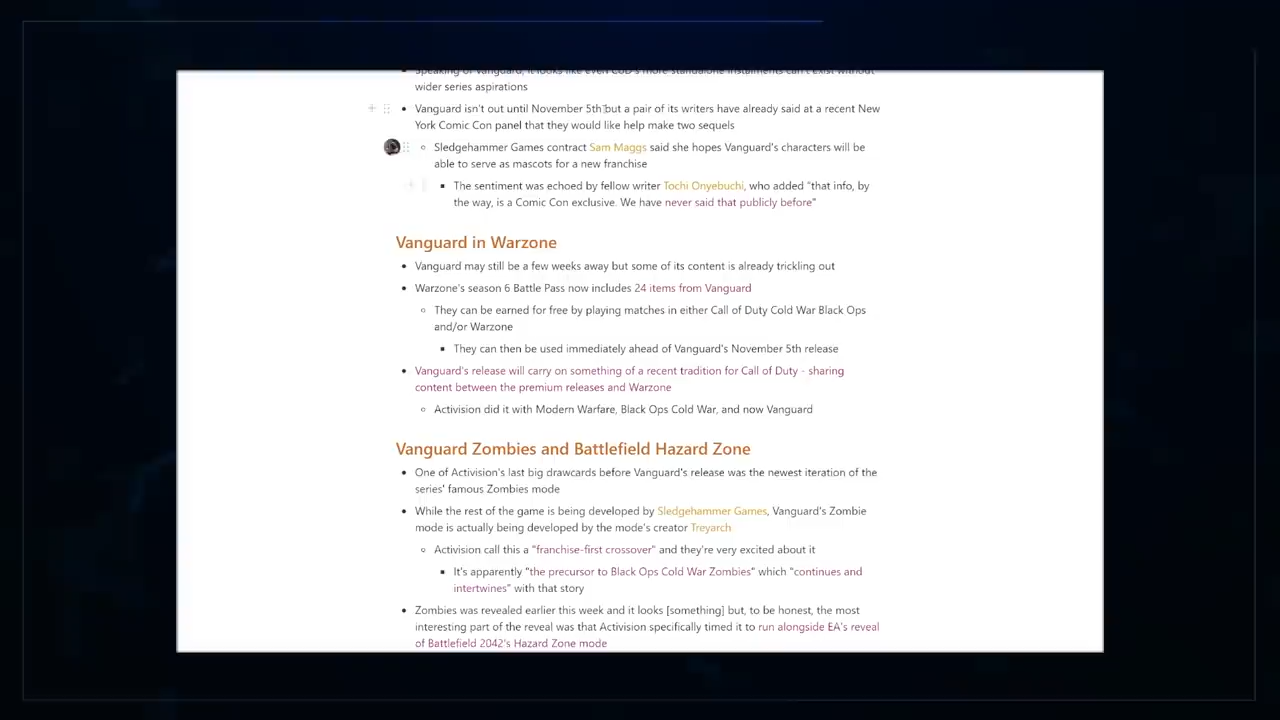 Speaking of Vanguard, it looks like even CoD's more standalone instalments can't exist without
wider series aspirations
Vanguard isn't out until November 5th but a pair of its writers have already said at a recent New
York Comic Con panel that they would like help make two sequels
Sledgehammer Games contract Sam Maggs said she hopes Vanguard's characters will be
able to serve as mascots for a new franchise
The sentiment was echoed by fellow writer Tochi Onyebuchi, who added "that info, by
the way, is a Comic Con exclusive. We have never said that publicly before"
Vanguard in Warzone
Vanguard may still be a few weeks away but some of its content is already trickling out
Warzone's season 6 Battle Pass now includes 24 items from Vanguard
They can be earned for free by playing matches in either Call of Duty Cold War Black Ops
and/or Warzone
They can then be used immediately ahead of Vanguard's November 5th release
Vanguard's release will carry on something of a recent tradition for Call of Duty - sharing
content between the premium releases and Warzone
Activision did it with Modern Warfare, Black Ops Cold War, and now Vanguard
Vanguard Zombies and Battlefield Hazard Zone
One of Activision's last big drawcards before Vanguard's release was the newest iteration of the
series' famous Zombies mode
While the rest of the game is being developed by Sledgehammer Games, Vanguard's Zombie
mode is actually being developed by the mode's creator Treyarch
Activision call this a "franchise-first crossover" and they're very excited about it
It's apparently "the precursor to Black Ops Cold War Zombies" which "continues and
intertwines" with that story
Zombies was revealed earlier this week and it looks [something] but, to be honest, the most
interesting part of the reveal was that Activision specifically timed it to run alongside EA's reveal
of Battlefield 2042's Hazard Zone mode